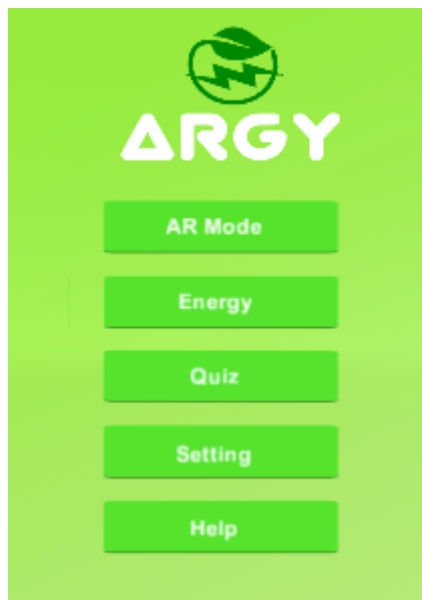 ARGY
AR Mode
Energy
Quiz
Setting
Help